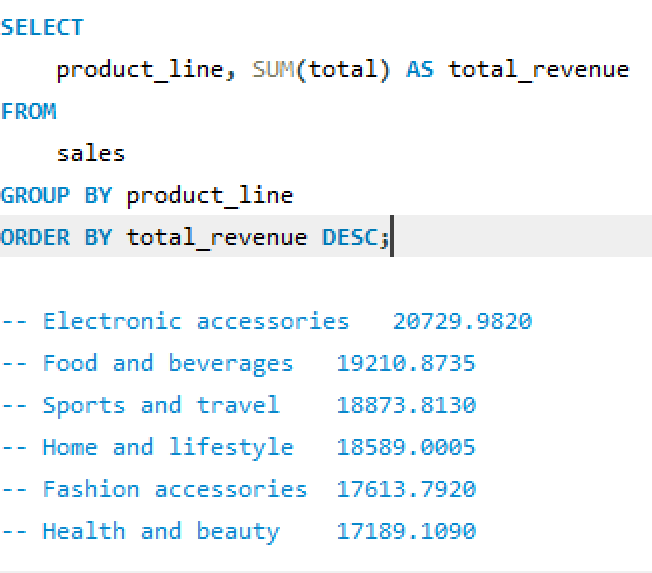 SELECT
    product_line, SUM(total) AS total_revenue
FROM
    sales
GROUP BY product_line
ORDER BY total_revenue DESC;
-- Electronic accessories   20729.9820
-- Food and beverages   19210.8735
-- Sports and travel    18873.8130
-- Home and lifestyle   18589.0005
-- Fashion accessories  17613.7920
-- Health and beauty    17189.1090